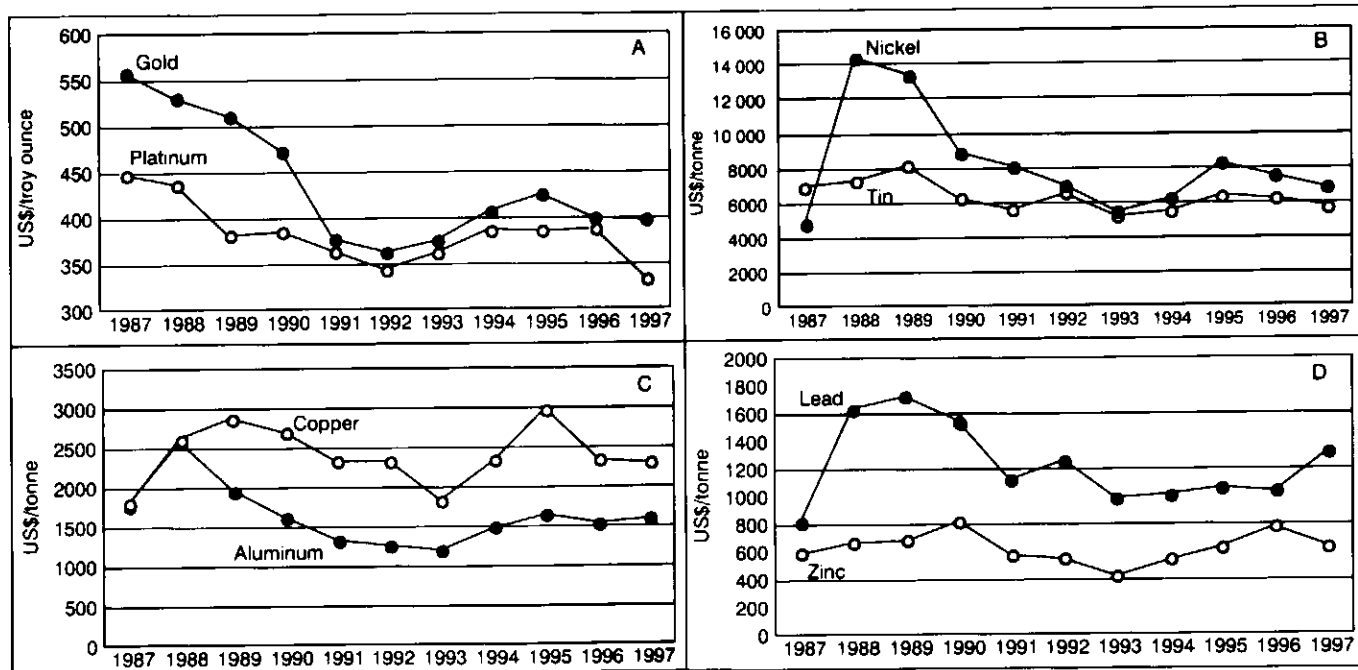 A
US$/troy ounce
600
550
500
450
400
350
300
Gold
Platinum
1987 1988 1989 1990 1991 1992 1993 1994 1995 1996 1997
B
US$/tonne
16 000
14 000
12 000
10 000
8000
6000
4000
2000
0
Nickel
Tin
1987 1988 1989 1990 1991 1992 1993 1994 1995 1996 1997
C
US$/tonne
3500
3000
2500
2000
1500
1000
500
0
Copper
Aluminum
1987 1988 1989 1990 1991 1992 1993 1994 1995 1996 1997
D
US$/tonne
2000
1800
1600
1400
1200
1000
800
600
400
200
0
Lead
Zinc
1987 1988 1989 1990 1991 1992 1993 1994 1995 1996 1997